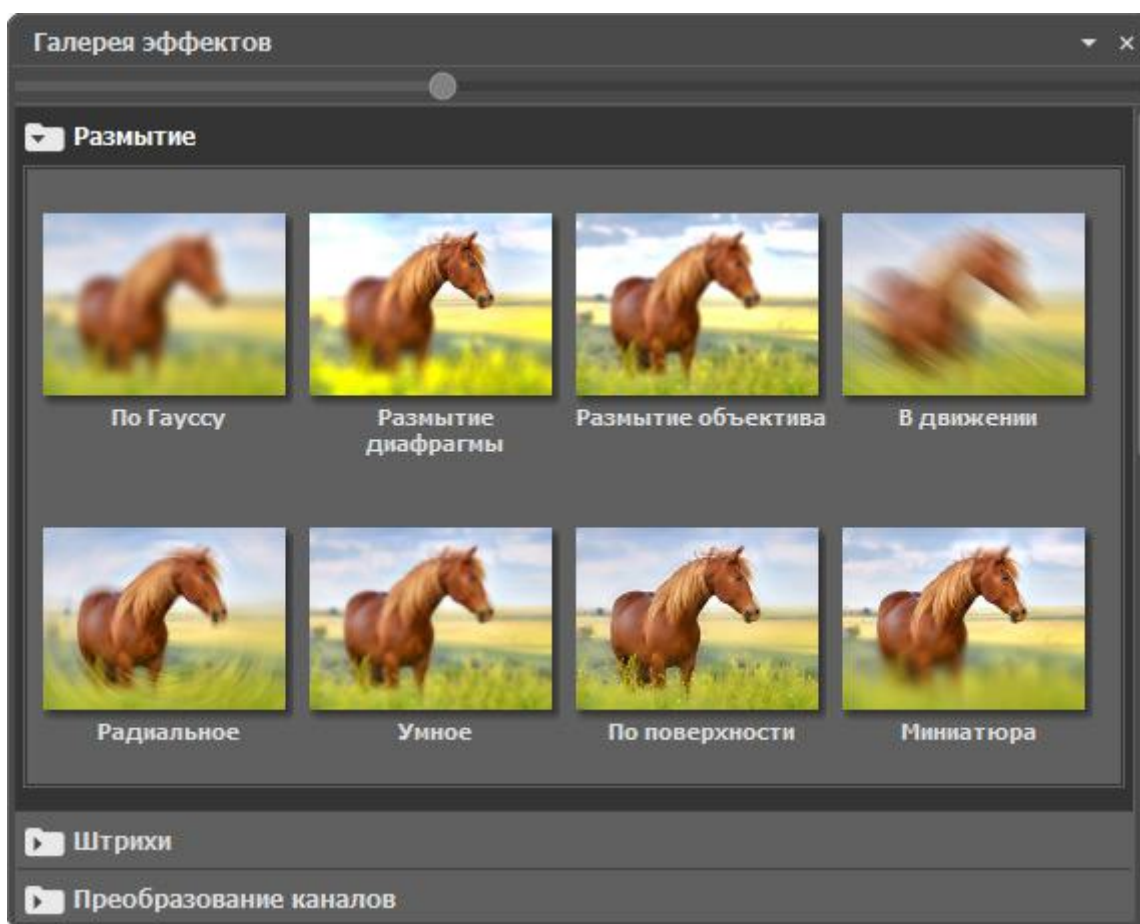 Галерея эффектов
Размытие
По Гауссу
Размытие
диафрагмы
Размытие объектива
В движении
Радиальное
Умное
По поверхности
Миниатюра
Штрихи
Преобразование каналов